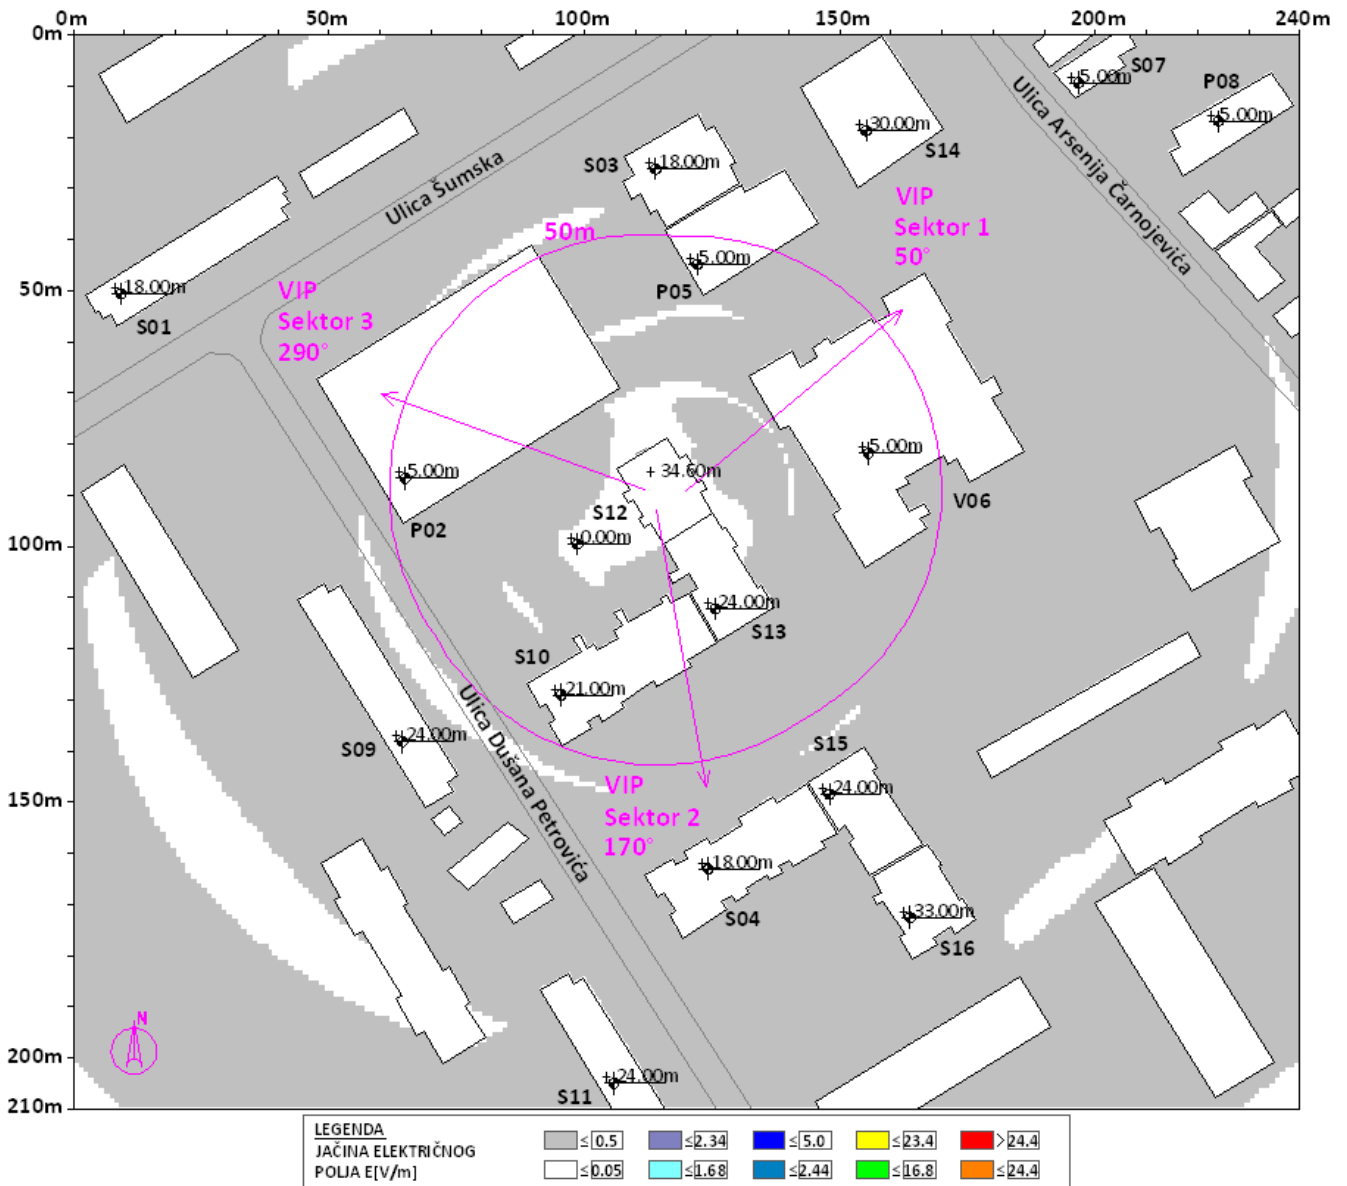 0m
50m
100m
150m
200m
240m
0m
50m
100m
150m
200m
210m
Ulica Šumska
Ulica Arsenija Čarnojevića
Ulica Dušana Petrovića
S07
5.00m
P08
5.00m
30.00m
S14
S03
18.00m
VIP
Sektor 1
50°
50m
5.00m
P05
18.00m
S01
VIP
Sektor 3
290°
5.00m
P02
34.60m
S12
0.00m
5.00m
V06
24.00m
S13
S10
21.00m
S09
24.00m
VIP
Sektor 2
170°
S15
24.00m
18.00m
S04
33.00m
S16
N
24.00m
S11
LEGENDA
JAČINA ELEKTRIČNOG
POLJA E[V/m]
≤0.5
≤2.34
≤5.0
≤23.4
>24.4
≤0.05
≤1.68
≤2.44
≤16.8
≤24.4